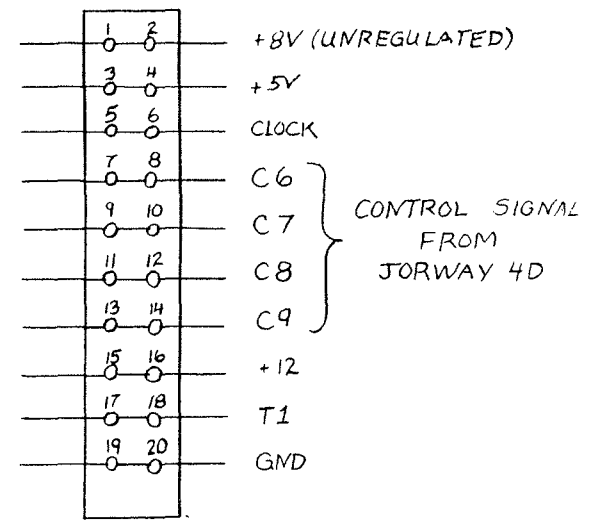 1 2 +8V (UNREGULATED)
3 4 +5V
5 6 CLOCK
7 8 C6
9 10 C7
11 12 C8
13 14 C9
CONTROL SIGNAL
FROM
JORWAY 4D
15 16 +12
17 18 T1
19 20 GND